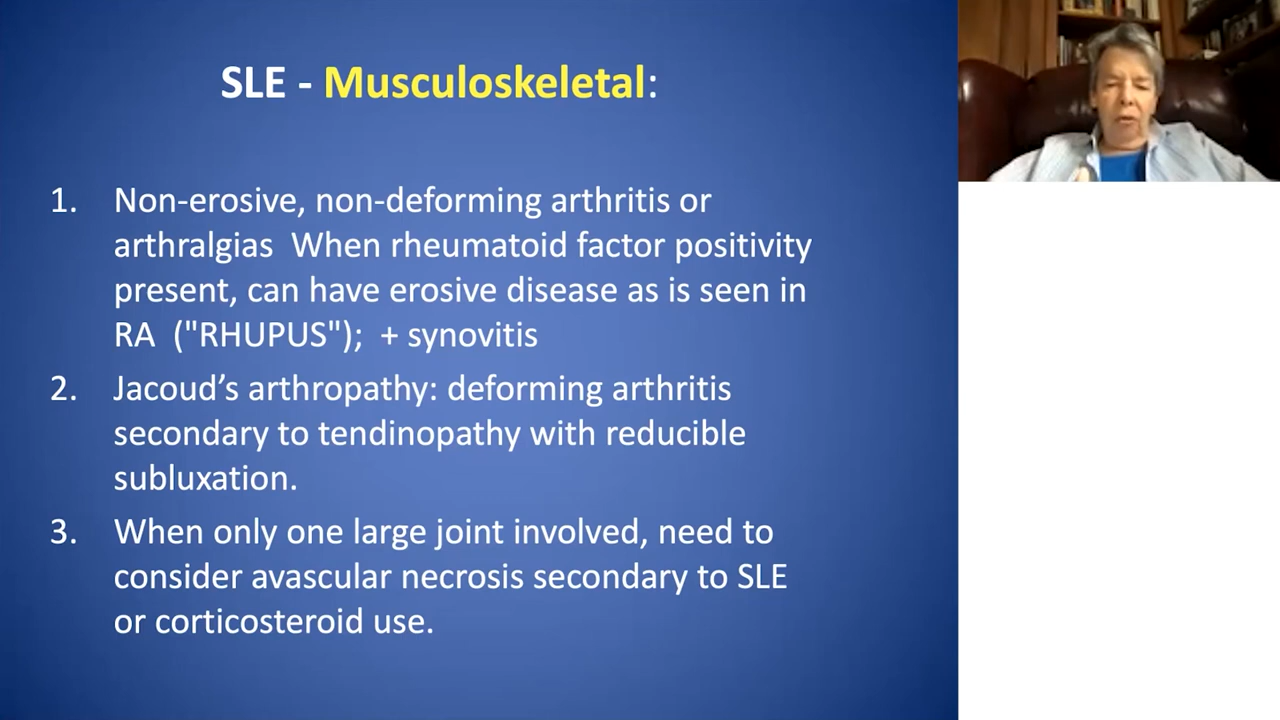 SLE - Musculoskeletal:
1. Non-erosive, non-deforming arthritis or
arthralgias  When rheumatoid factor positivity
present, can have erosive disease as is seen in
RA  ("RHUPUS");  + synovitis
2. Jacoud’s arthropathy: deforming arthritis
secondary to tendinopathy with reducible
subluxation.
3. When only one large joint involved, need to
consider avascular necrosis secondary to SLE
or corticosteroid use.